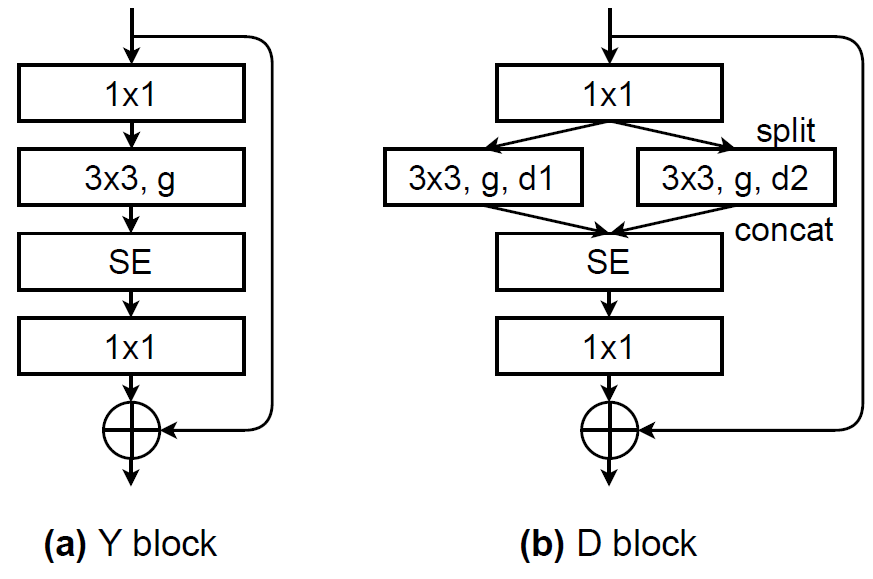 1x1
3x3, g
SE
1x1
(a) Y block
1x1
split
3x3, g, d1
3x3, g, d2
concat
SE
1x1
(b) D block